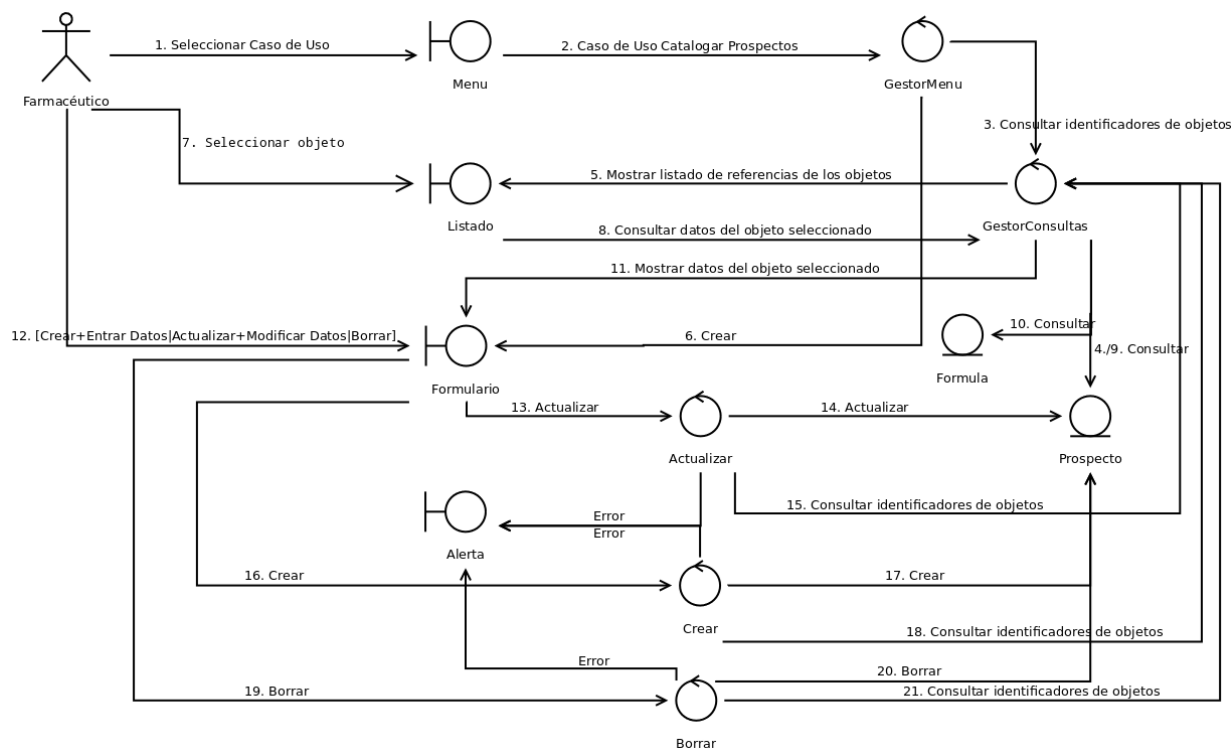 1. Seleccionar Caso de Uso
2. Caso de Uso Catalogar Prospectos
Menu
GestorMenu
Farmacéutico
3. Consultar identificadores de objetos
7. Seleccionar objeto
5. Mostrar listado de referencias de los objetos
Listado
8. Consultar datos del objeto seleccionado
GestorConsultas
11. Mostrar datos del objeto seleccionado
10. Consultar
12. [Crear+Entrar Datos|Actualizar+Modificar Datos|Borrar]
6. Crear
4./9. Consultar
Formula
Formulario
13. Actualizar
14. Actualizar
Actualizar
Prospecto
15. Consultar identificadores de objetos
Error
Error
Alerta
16. Crear
17. Crear
Crear
18. Consultar identificadores de objetos
Error
20. Borrar
19. Borrar
21. Consultar identificadores de objetos
Borrar